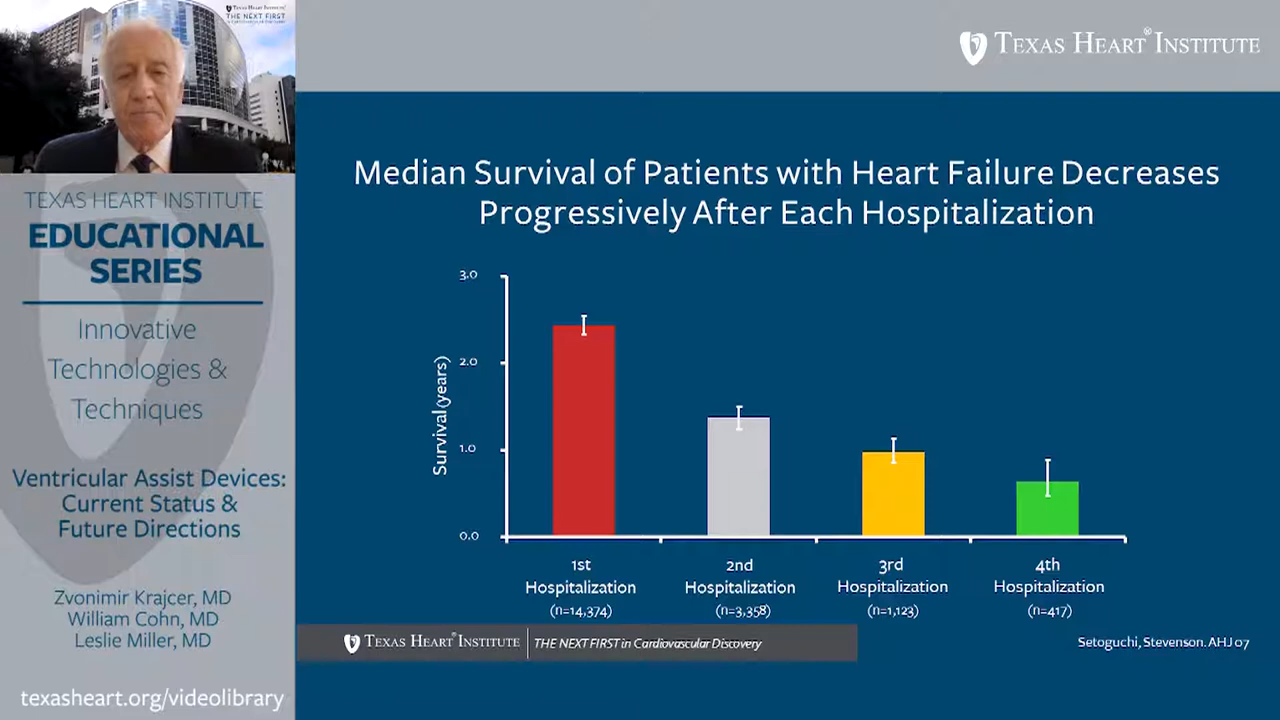 TEXAS HEART INSTITUTE
THE NEXT FIRST
TEXAS HEART® INSTITUTE
TEXAS HEART INSTITUTE
EDUCATIONAL
SERIES
Innovative
Technologies &
Techniques
Ventricular Assist Devices:
Current Status &
Future Directions
Zvonimir Krajcer, MD
William Cohn, MD
Leslie Miller, MD
texasheart.org/videolibrary
Median Survival of Patients with Heart Failure Decreases
Progressively After Each Hospitalization
3.0
2.0
1.0
0.0
Survival (years)
1st
Hospitalization
(n=14,374)
2nd
Hospitalization
(n=3,358)
3rd
Hospitalization
(n=1,123)
4th
Hospitalization
(n=417)
TEXAS HEART INSTITUTE
THE NEXT FIRST in Cardiovascular Discovery
Setoguchi, Stevenson. AHJ 07